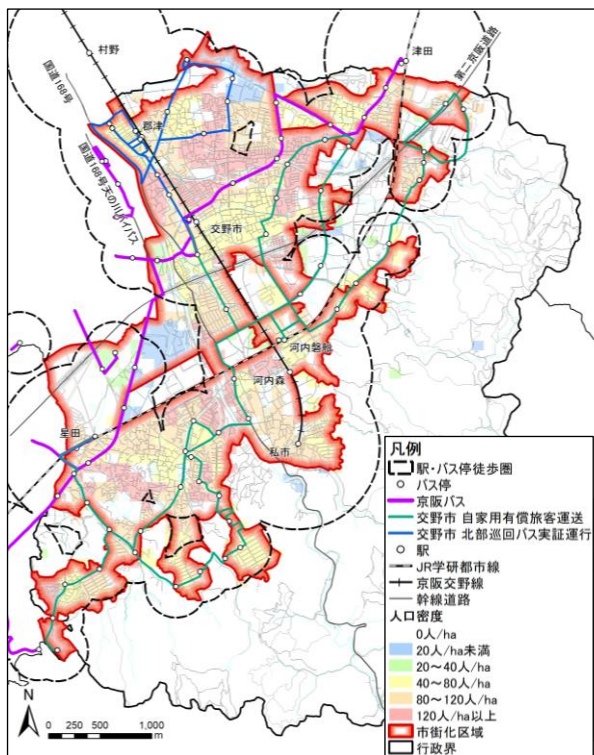 村野
津田
第二京阪道路
国道168号
郡津
国道168号天の川バイパス
交野市
河内磐船
河内森
星田
私市
凡例
駅・バス停徒歩圏
バス停
京阪バス
交野市 自家用有償旅客運送
交野市 北部巡回バス実証運行
駅
JR学研都市線
京阪交野線
幹線道路
人口密度
0人/ha
20人/ha未満
20～40人/ha
40～80人/ha
80～120人/ha
120人/ha以上
市街化区域
行政界
N
0 250 500 1,000
m